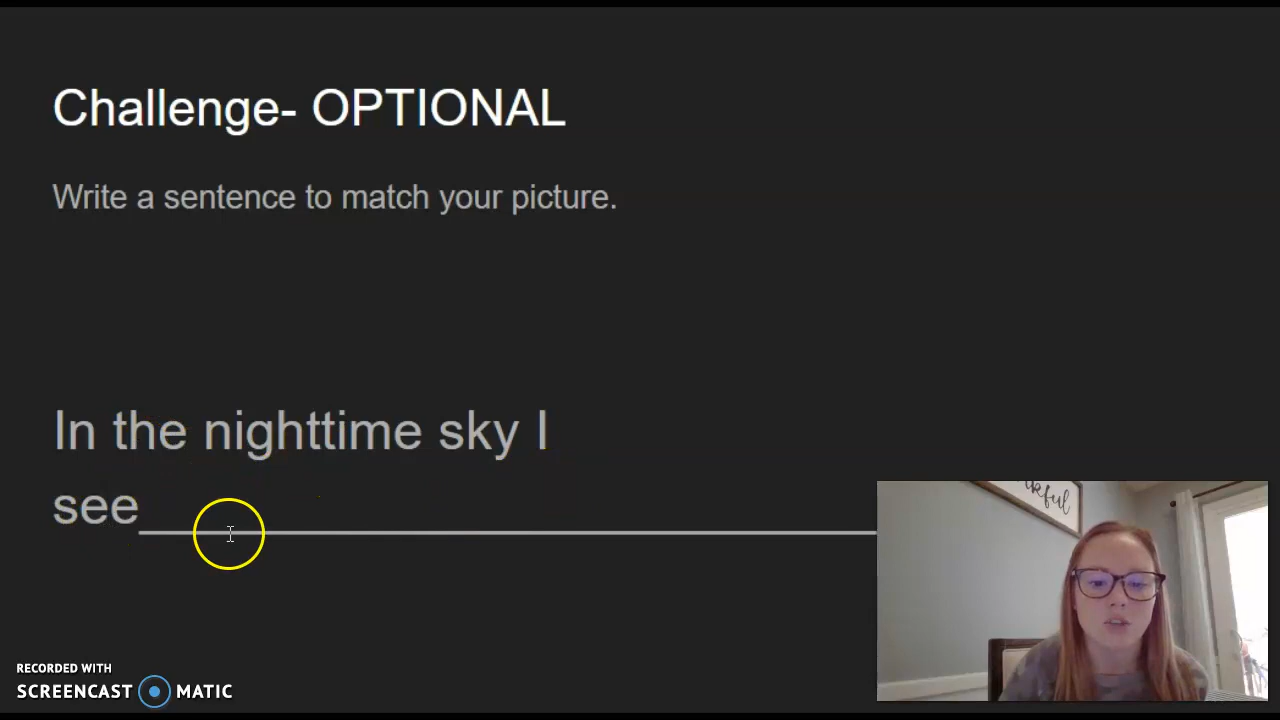 Challenge- OPTIONAL
Write a sentence to match your picture.
In the nighttime sky I
see
RECORDED WITH
SCREENCAST MATIC